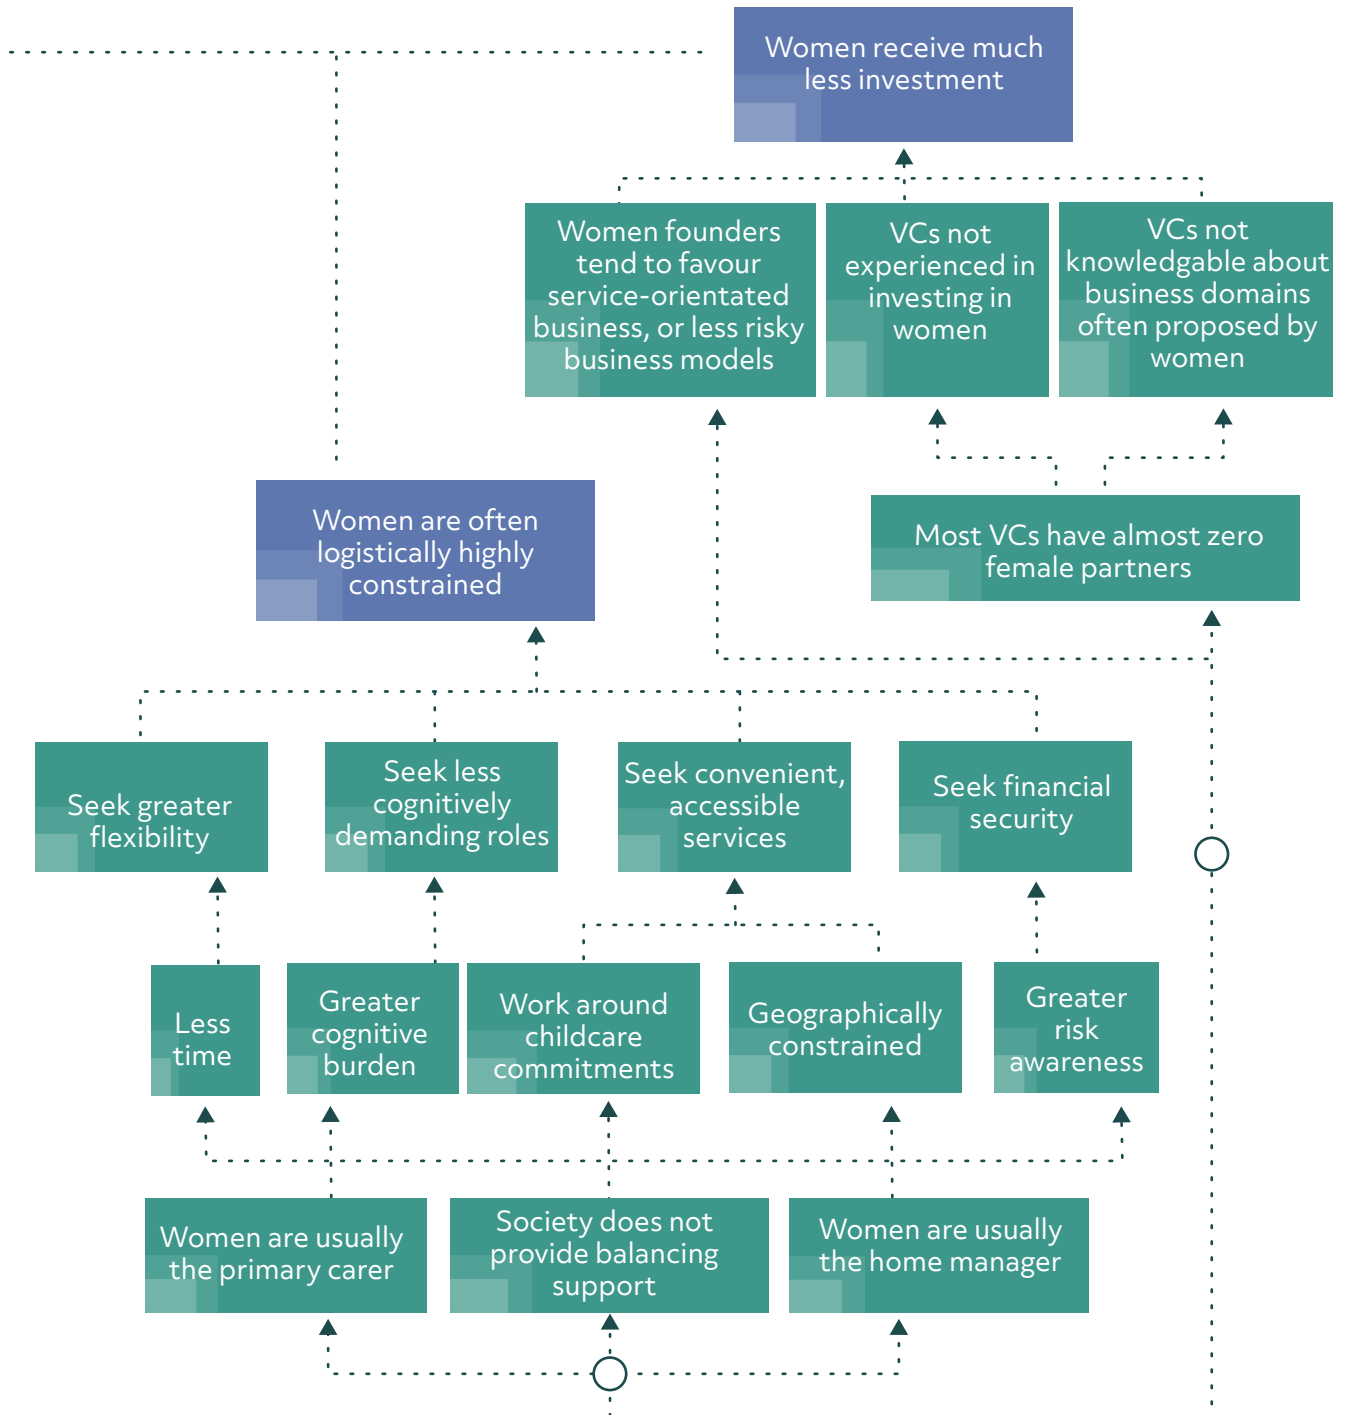 Women receive much
less investment
Women founders
tend to favour
service-orientated
business, or less risky
business models
VCs not
experienced in
investing in
women
VCs not
knowledgable about
business domains
often proposed by
women
Women are often
logistically highly
constrained
Most VCs have almost zero
female partners
Seek greater
flexibility
Seek less
cognitively
demanding roles
Seek convenient,
accessible
services
Seek financial
security
Less
time
Greater
cognitive
burden
Work around
childcare
commitments
Geographically
constrained
Greater
risk
awareness
Women are usually
the primary carer
Society does not
provide balancing
support
Women are usually
the home manager